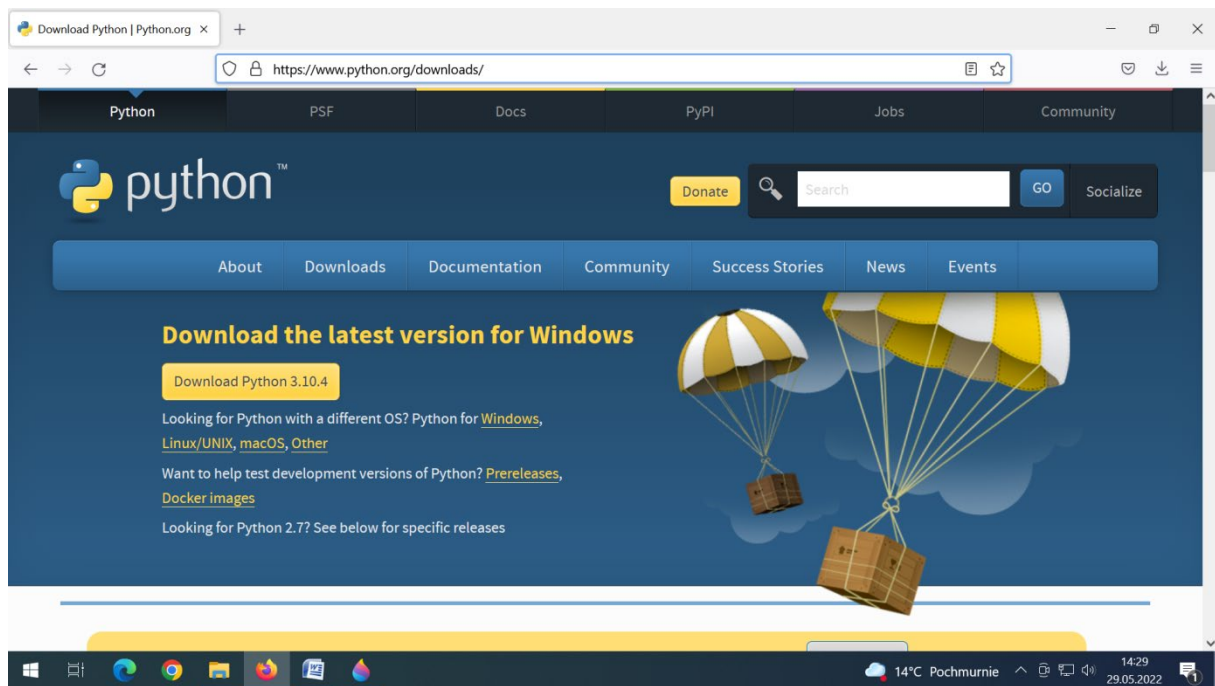 Download Python | Python.org
https://www.python.org/downloads/
Python PSF Docs PyPI Jobs Community
python™
Donate Search GO Socialize
About Downloads Documentation Community Success Stories News Events
Download the latest version for Windows
Download Python 3.10.4
Looking for Python with a different OS? Python for Windows,
Linux/UNIX, macOS, Other
Want to help test development versions of Python? Prereleases,
Docker images
Looking for Python 2.7? See below for specific releases
14°C Pochmurnie
14:29
29.05.2022
1